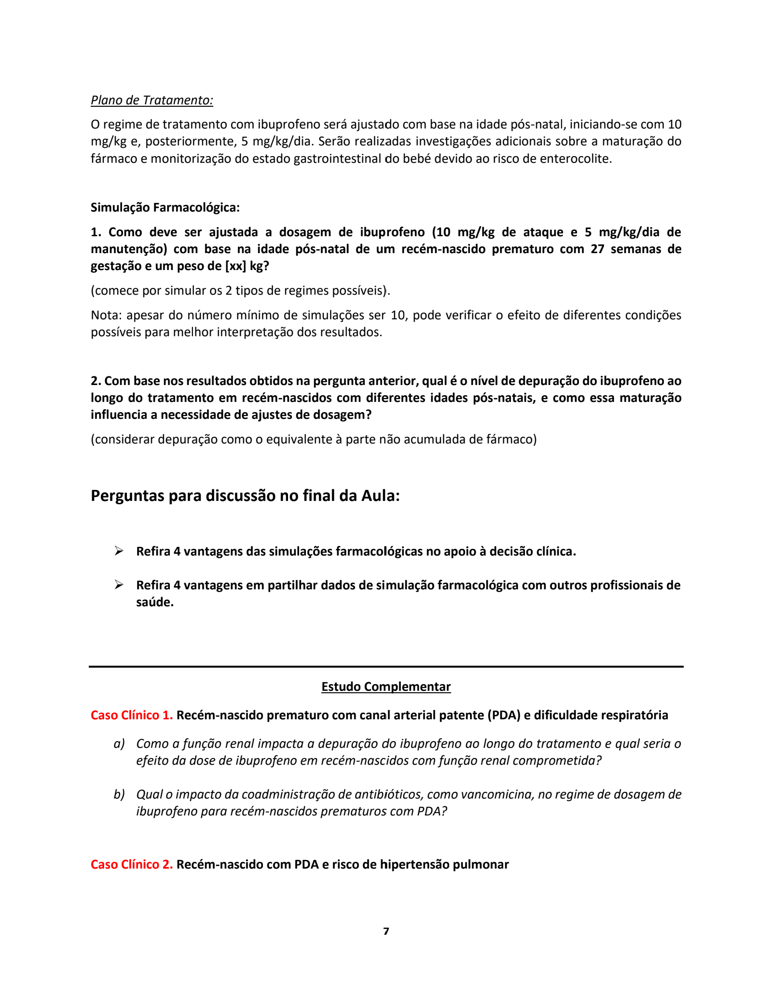 Plano de Tratamento:
O regime de tratamento com ibuprofeno será ajustado com base na idade pós-natal, iniciando-se com 10
mg/kg e, posteriormente, 5 mg/kg/dia. Serão realizadas investigações adicionais sobre a maturação do
fármaco e monitorização do estado gastrointestinal do bebé devido ao risco de enterocolite.
Simulação Farmacológica:
1. Como deve ser ajustada a dosagem de ibuprofeno (10 mg/kg de ataque e 5 mg/kg/dia de
manutenção) com base na idade pós-natal de um recém-nascido prematuro com 27 semanas de
gestação e um peso de [xx] kg?
(comece por simular os 2 tipos de regimes possíveis).
Nota: apesar do número mínimo de simulações ser 10, pode verificar o efeito de diferentes condições
possíveis para melhor interpretação dos resultados.
2. Com base nos resultados obtidos na pergunta anterior, qual é o nível de depuração do ibuprofeno ao
longo do tratamento em recém-nascidos com diferentes idades pós-natais, e como essa maturação
influencia a necessidade de ajustes de dosagem?
(considerar depuração como o equivalente à parte não acumulada de fármaco)
Perguntas para discussão no final da Aula:
➢ Refira 4 vantagens das simulações farmacológicas no apoio à decisão clínica.
➢ Refira 4 vantagens em partilhar dados de simulação farmacológica com outros profissionais de
saúde.
Estudo Complementar
Caso Clínico 1. Recém-nascido prematuro com canal arterial patente (PDA) e dificuldade respiratória
a) Como a função renal impacta a depuração do ibuprofeno ao longo do tratamento e qual seria o
efeito da dose de ibuprofeno em recém-nascidos com função renal comprometida?
b) Qual o impacto da coadministração de antibióticos, como vancomicina, no regime de dosagem de
ibuprofeno para recém-nascidos prematuros com PDA?
Caso Clínico 2. Recém-nascido com PDA e risco de hipertensão pulmonar
7